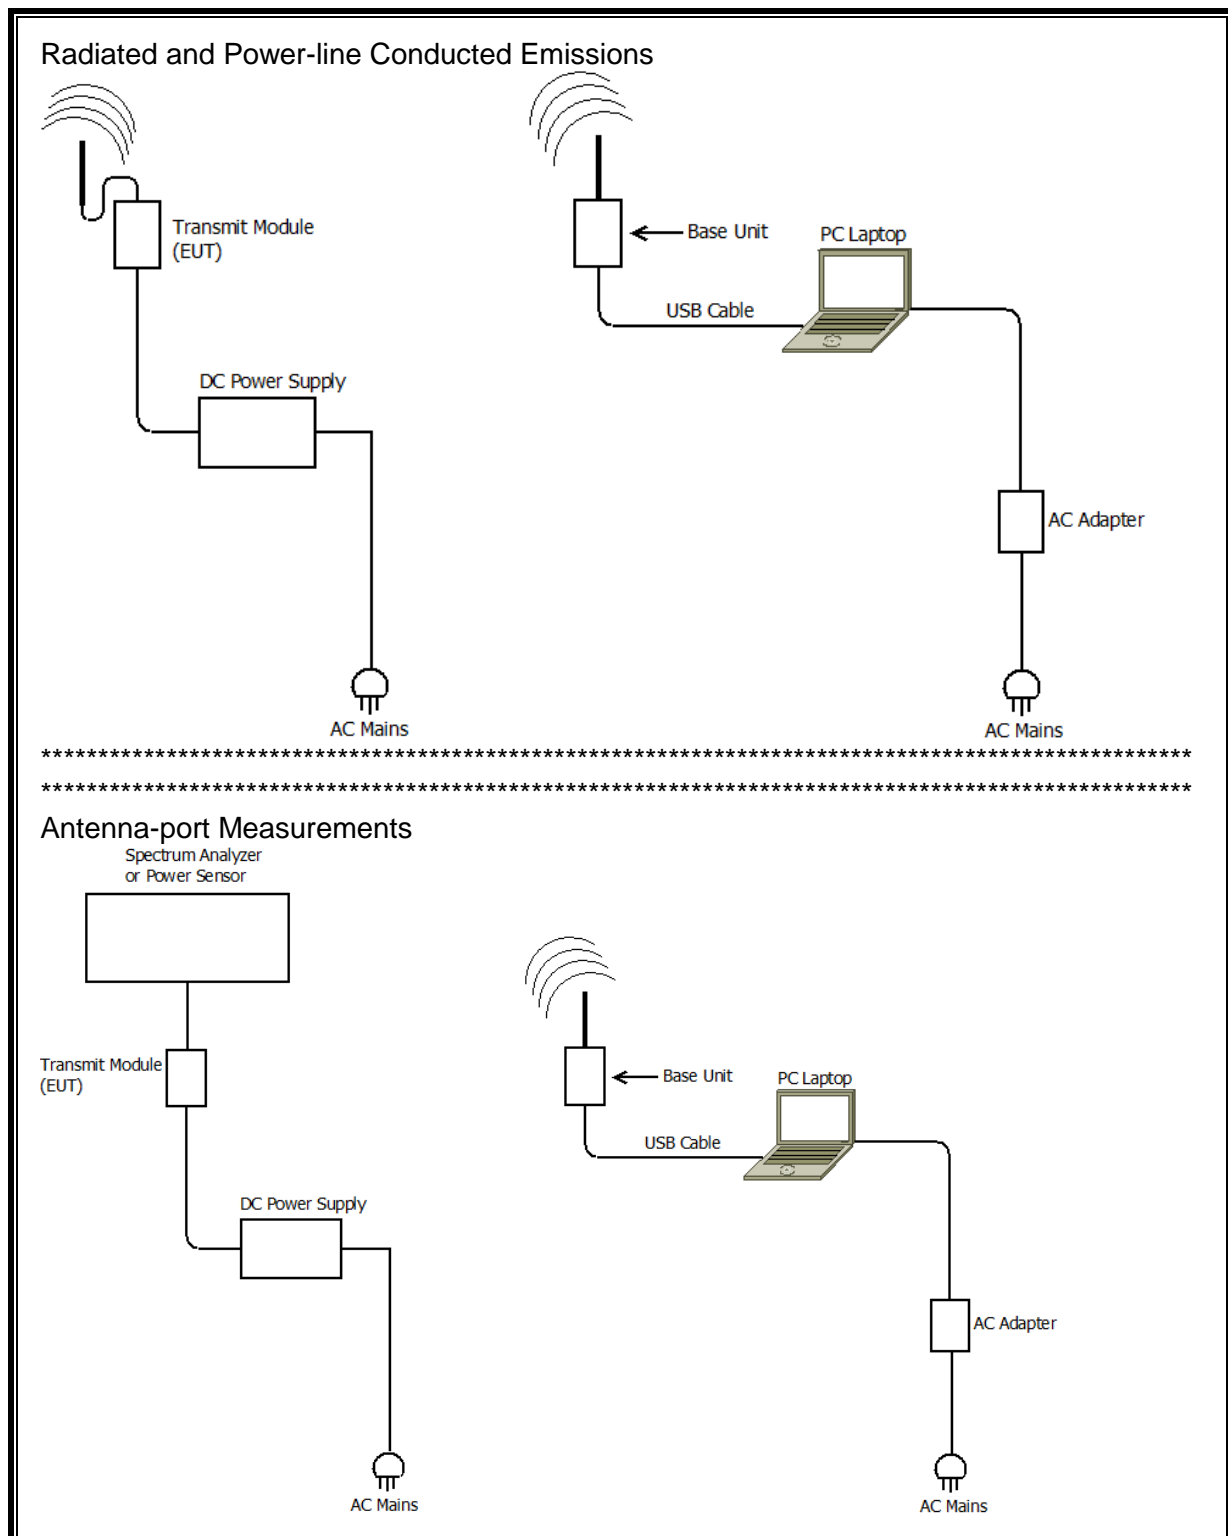 Radiated and Power-line Conducted Emissions
Transmit Module
(EUT)
DC Power Supply
AC Mains
Base Unit
PC Laptop
USB Cable
AC Adapter
AC Mains
*****************************************************************************************************
*****************************************************************************************************
Antenna-port Measurements
Spectrum Analyzer
or Power Sensor
Transmit Module
(EUT)
DC Power Supply
AC Mains
Base Unit
PC Laptop
USB Cable
AC Adapter
AC Mains